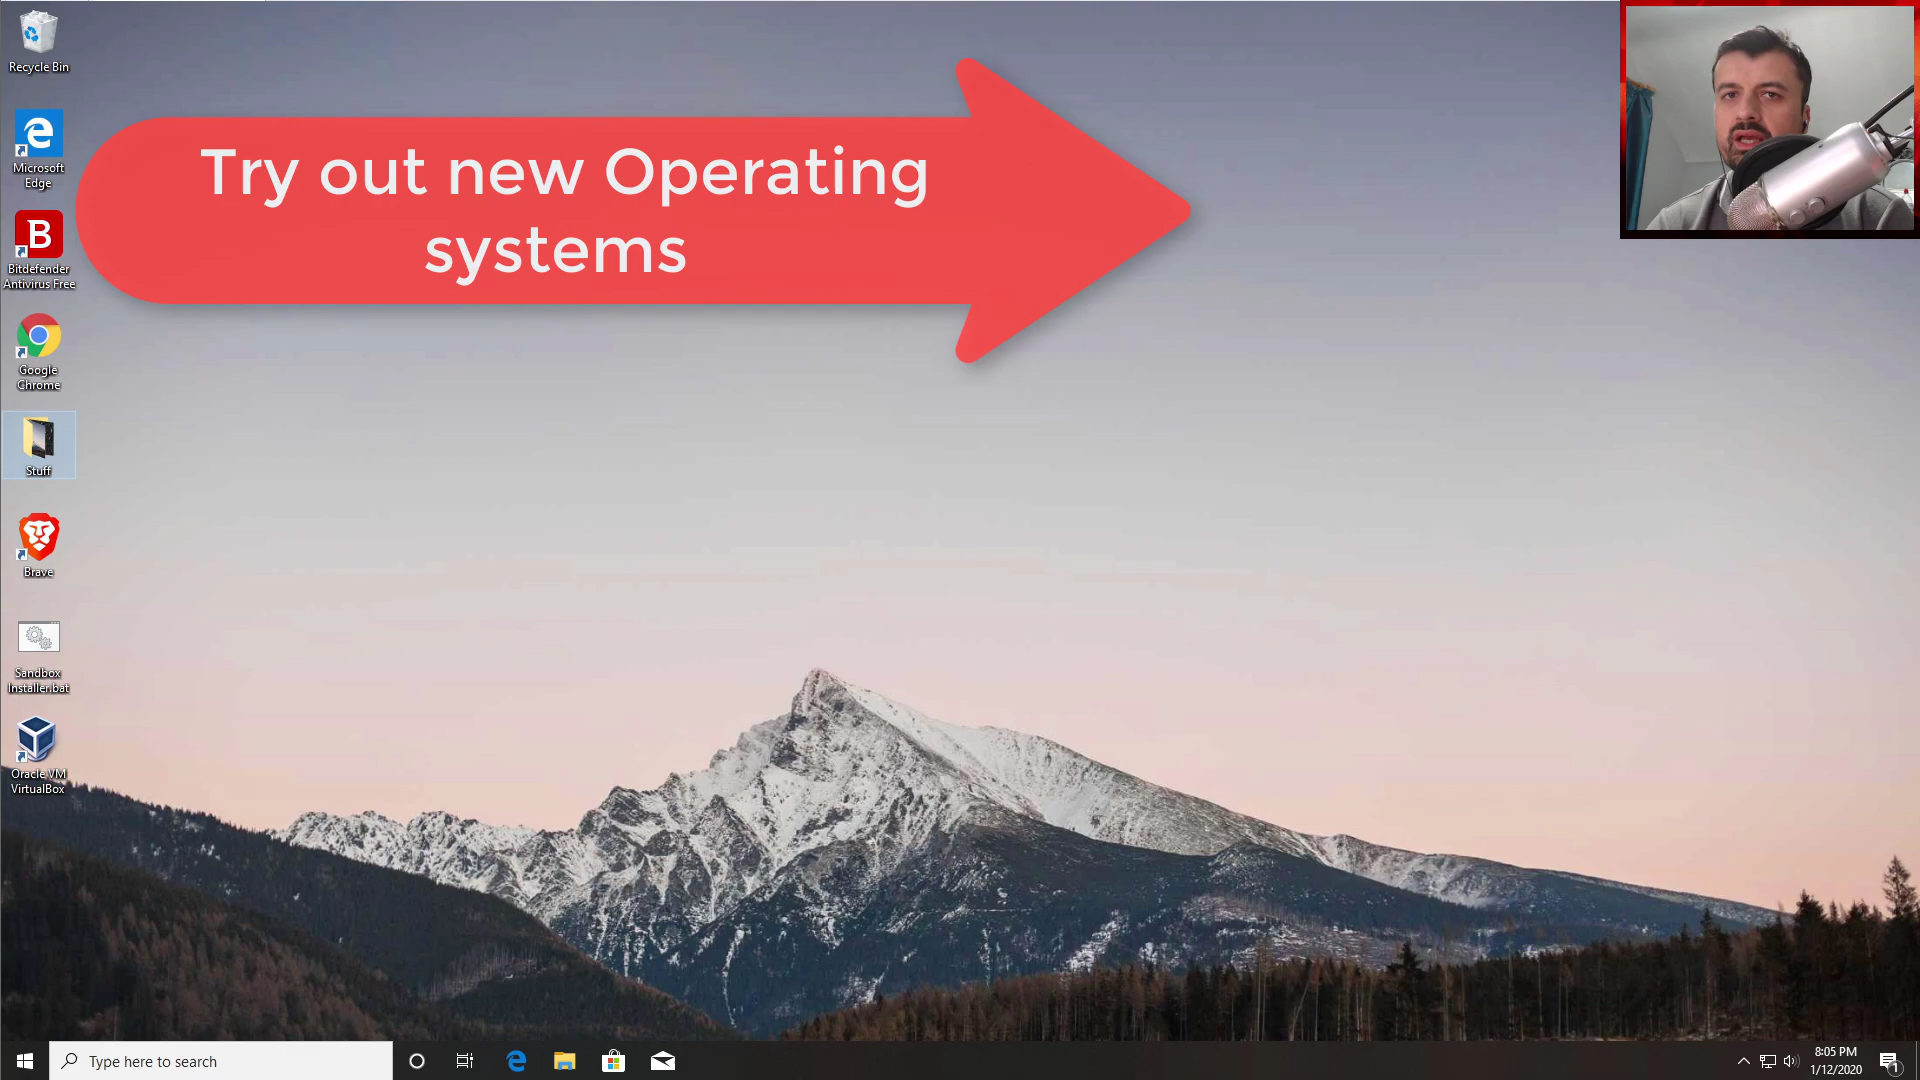 Recycle Bin
Microsoft
Edge
B
Bitdefender
Antivirus Free
Google
Chrome
Stuff
Brave
Sandbox
Installer.bat
Oracle VM
VirtualBox
Try out new Operating
systems
Type here to search
8:05 PM
1/12/2020
1